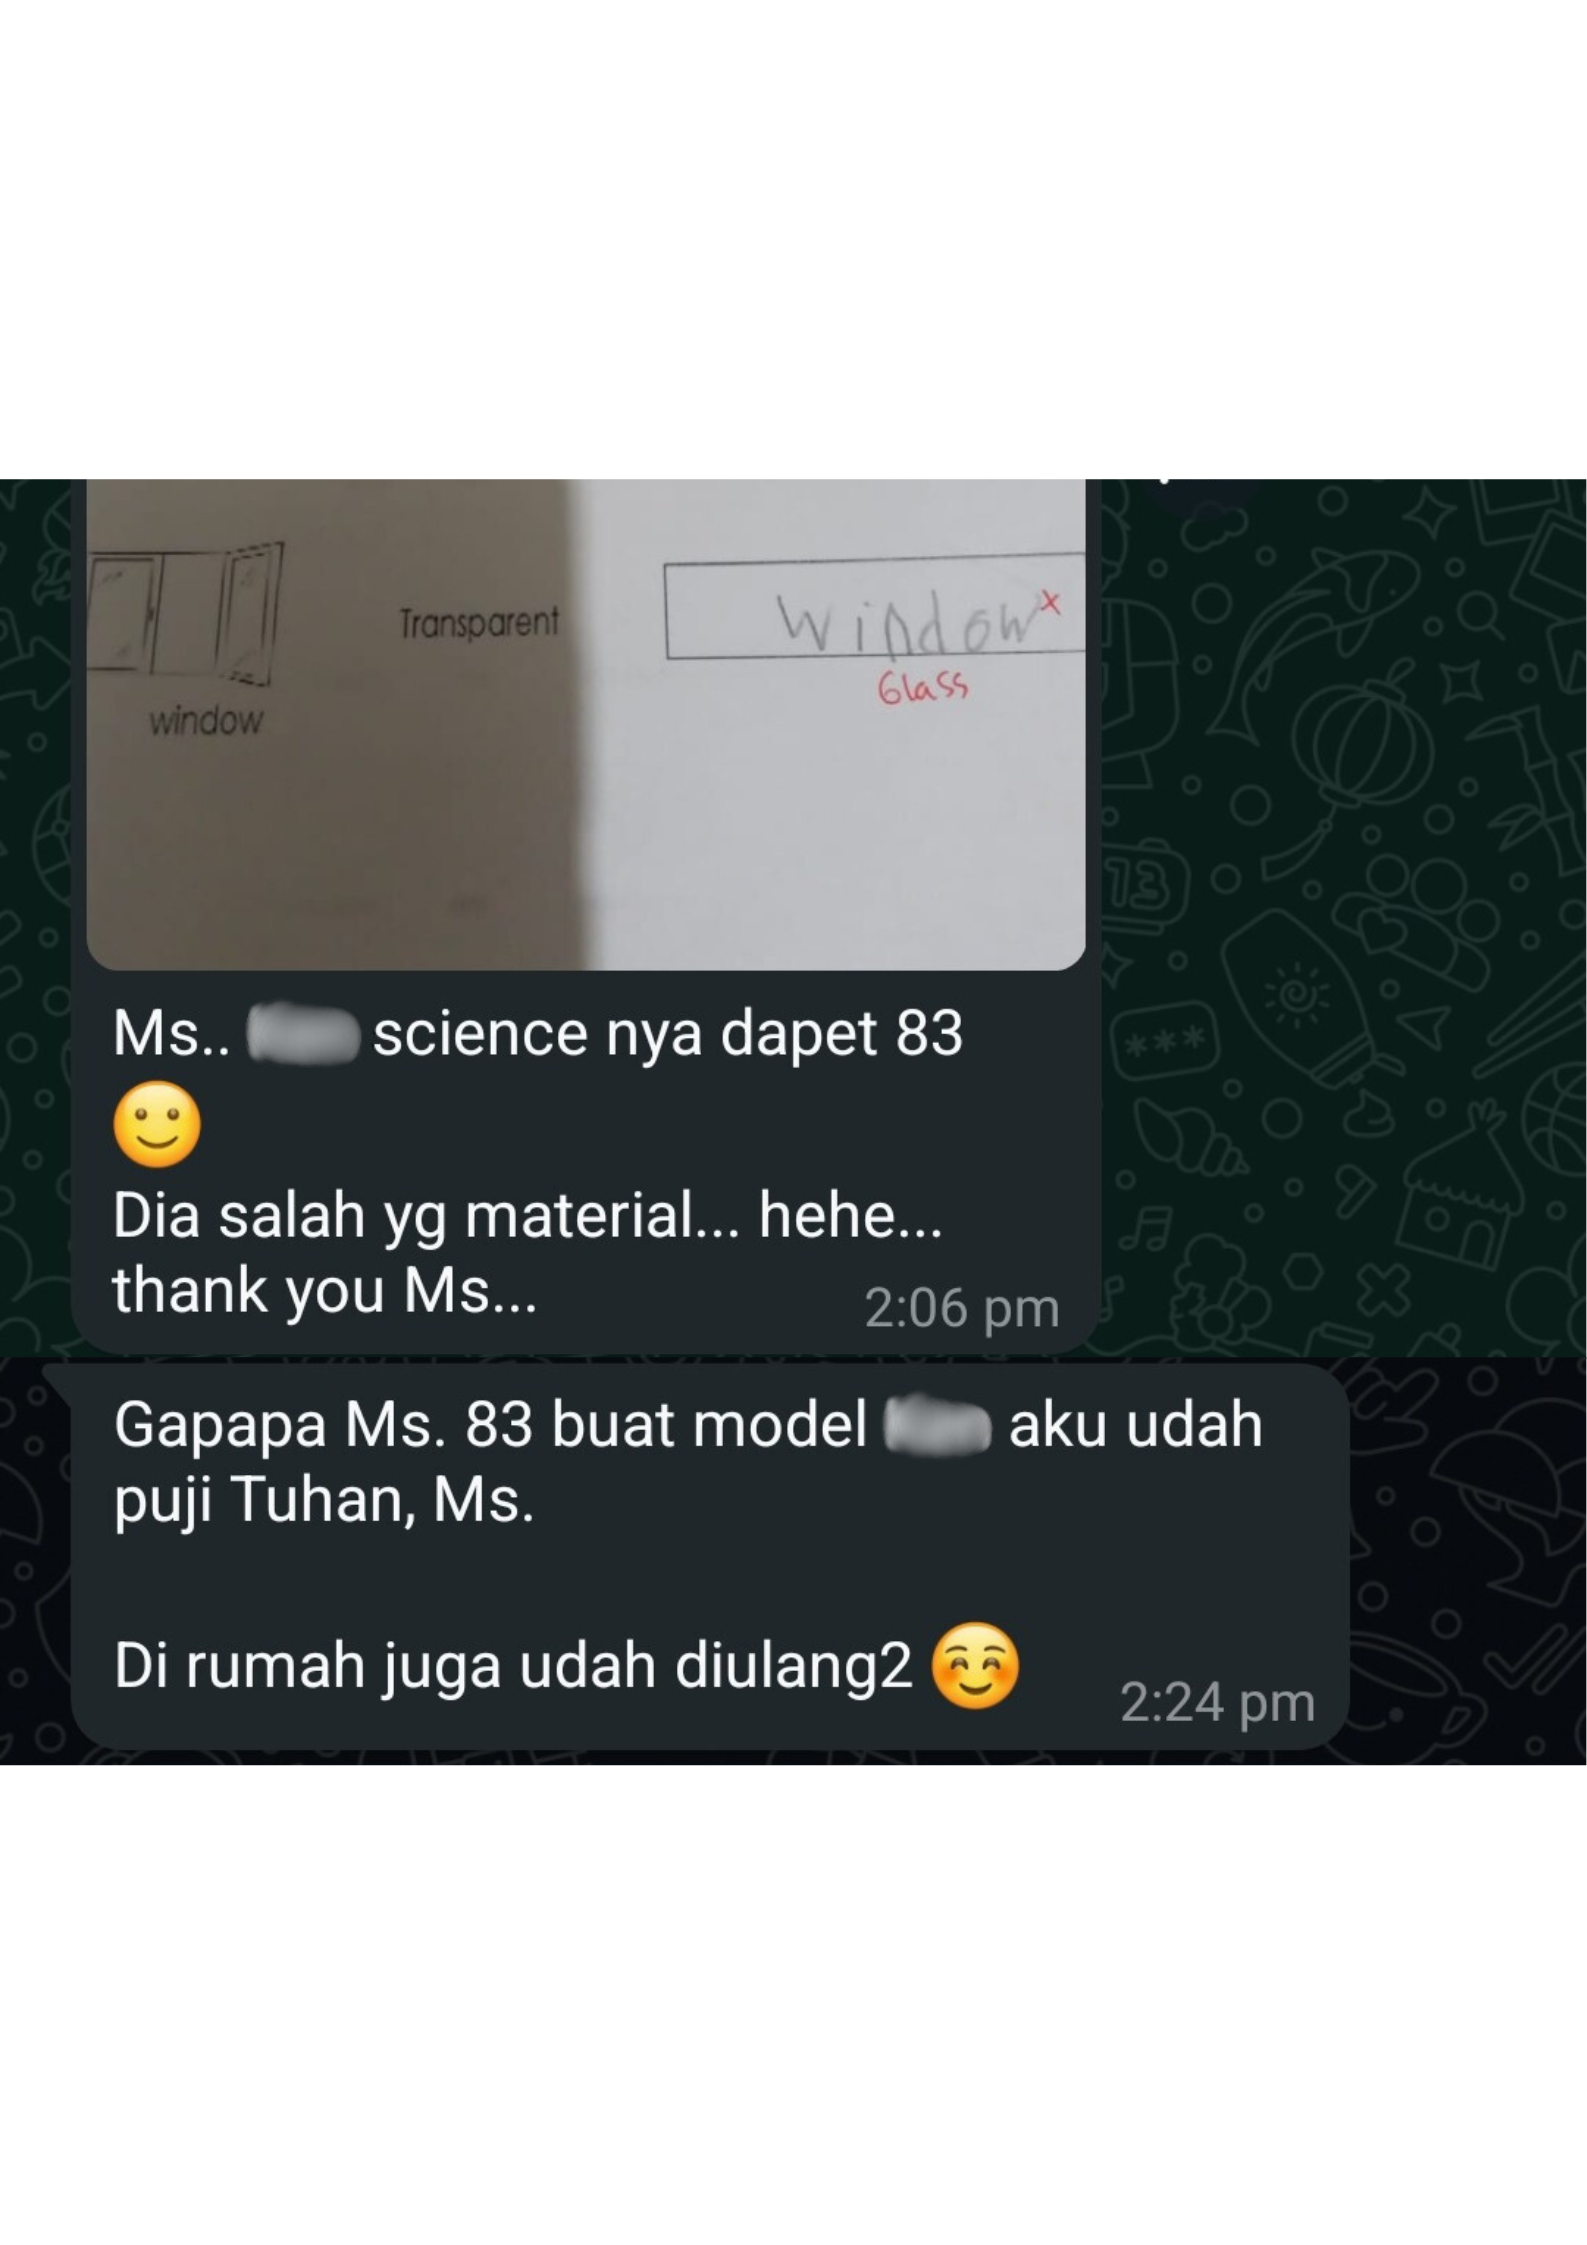 Transparent
Window x
Glass
window
Ms.. science nya dapet 83
🙂
Dia salah yg material... hehe...
thank you Ms...
2:06 pm
Gapapa Ms. 83 buat model aku udah
puji Tuhan, Ms.
Di rumah juga udah diulang2 ☺️
2:24 pm